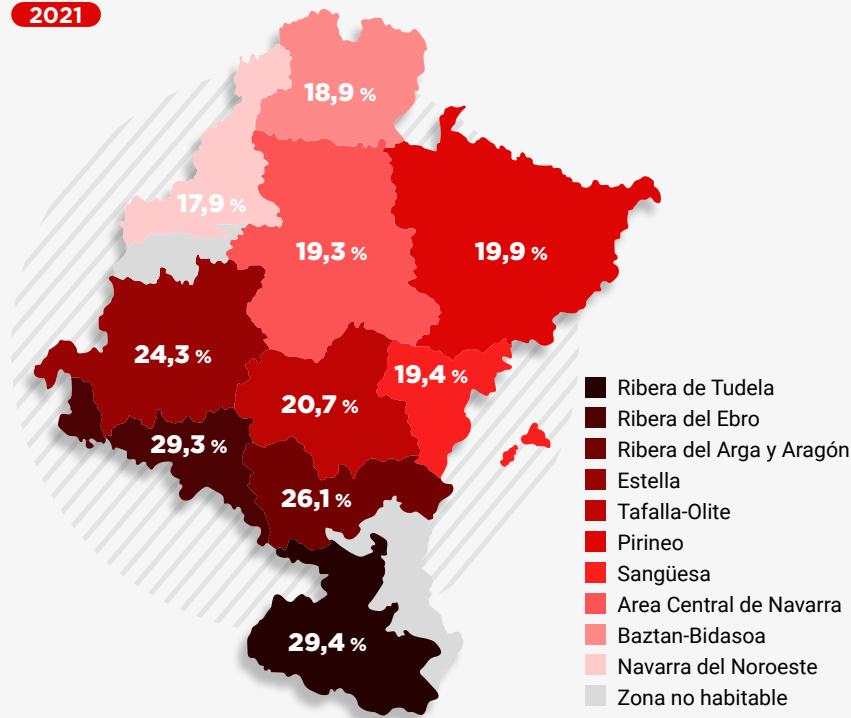 2021
18,9 %
17,9 %
19,3 %
19,9 %
24,3 %
19,4 %
20,7 %
29,3 %
26,1 %
29,4 %
Ribera de Tudela
Ribera del Ebro
Ribera del Arga y Aragón
Estella
Tafalla-Olite
Pirineo
Sangüesa
Area Central de Navarra
Baztan-Bidasoa
Navarra del Noroeste
Zona no habitable